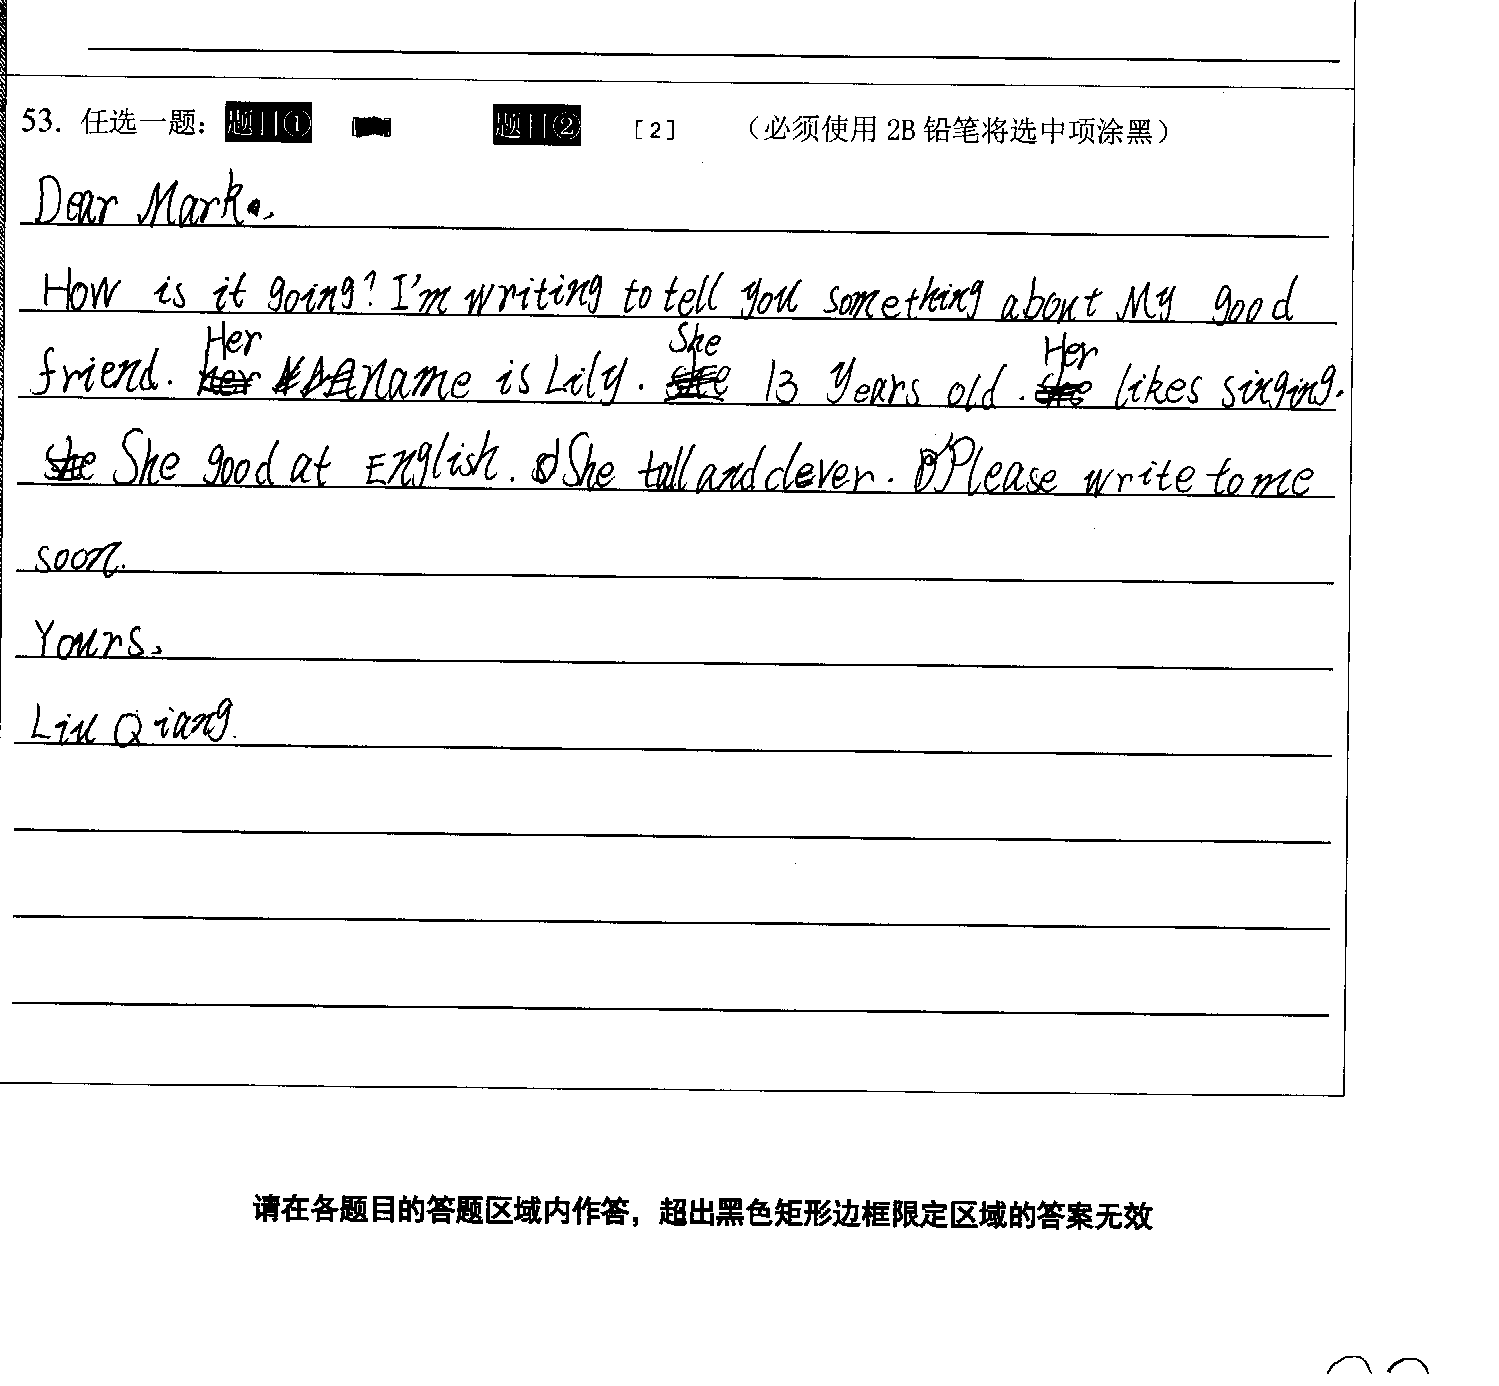 53. 任选一题： 题目① 题目② [2] （必须使用 2B 铅笔将选中项涂黑）
Dear Mark.,
How is it going? I'm writing to tell you something about My good
friend. Her name is Lily. She 13 Years old. Her likes singing.
She good at English. She tall and clever. Please write to me
soon.
Yours,
Liu Qiang.
请在各题目的答题区域内作答，超出黑色矩形边框限定区域的答案无效